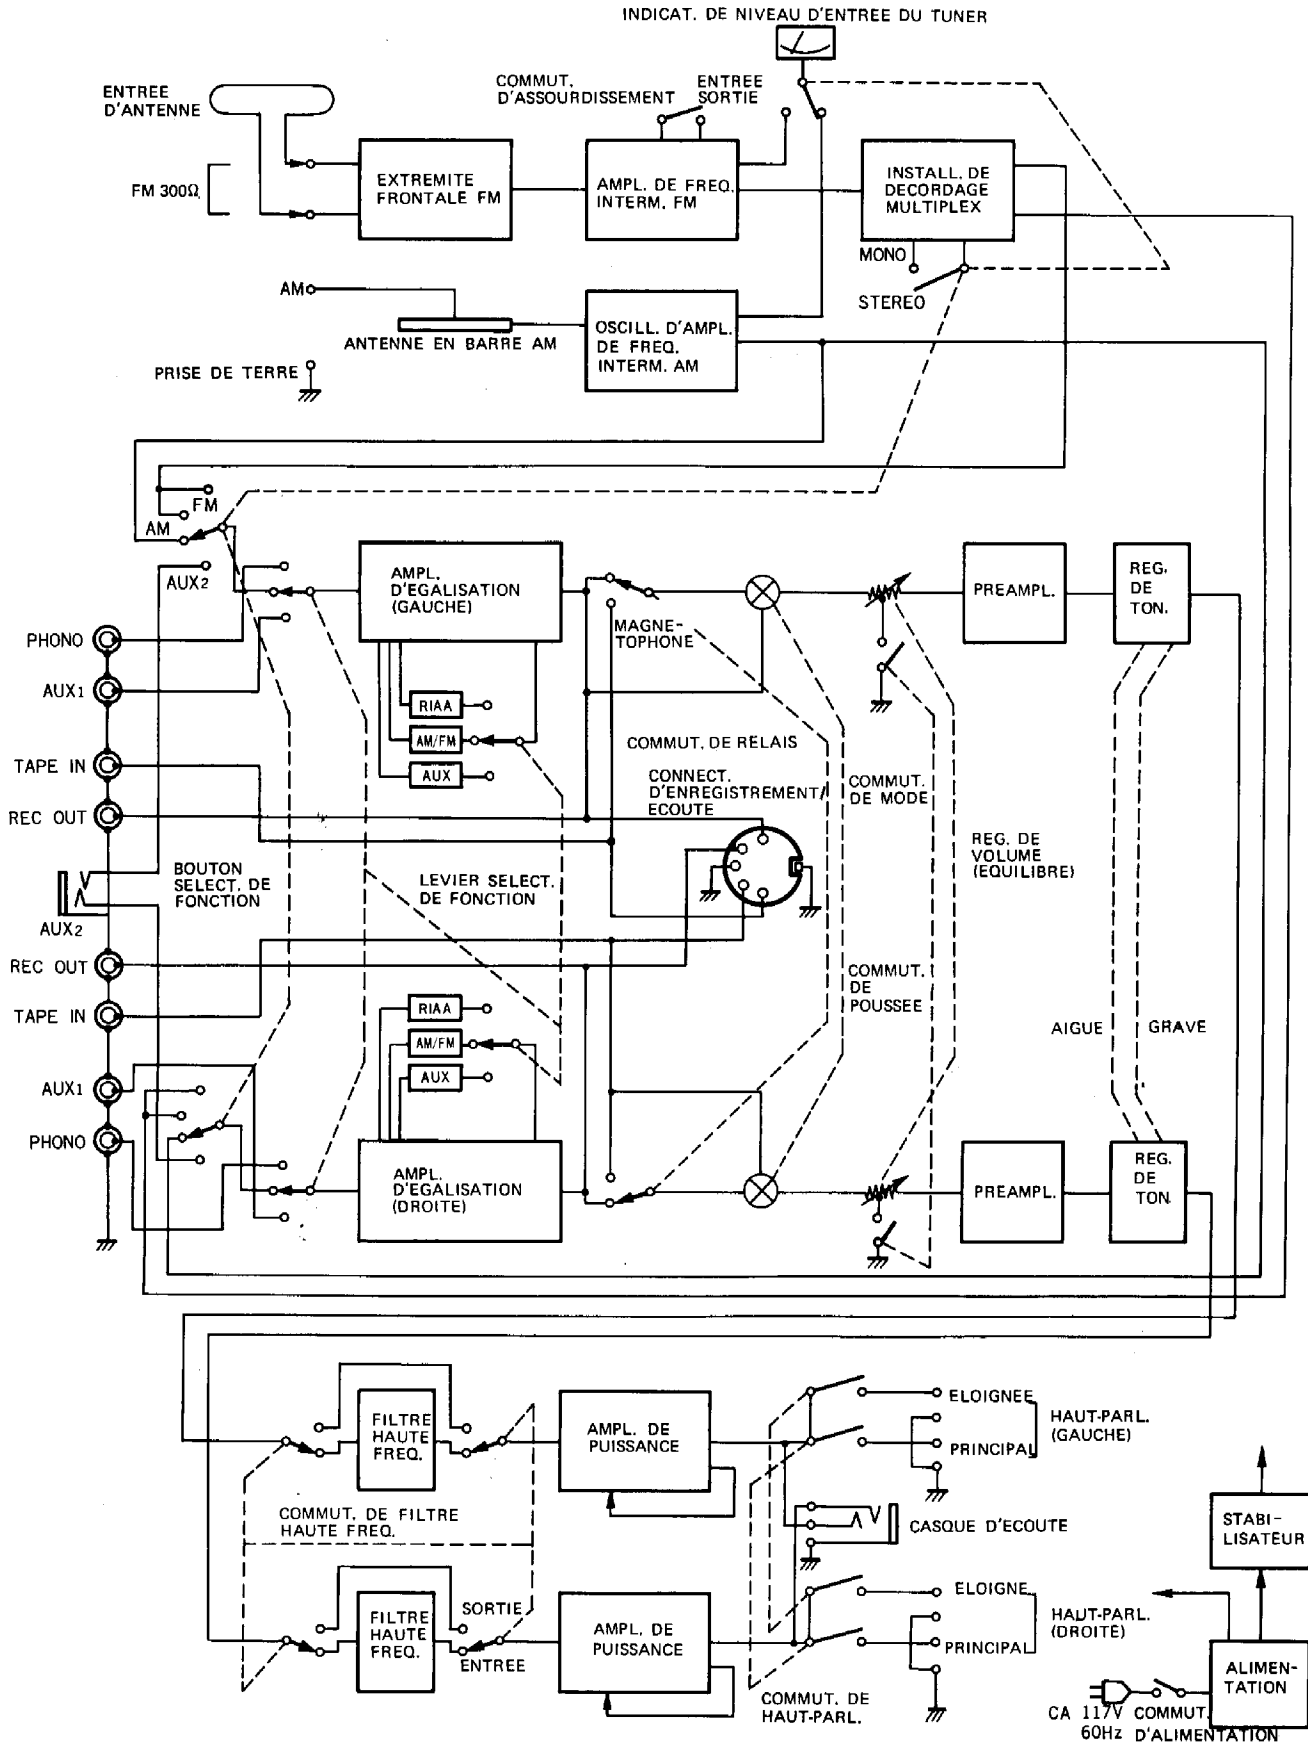 INDICAT. DE NIVEAU D'ENTREE DU TUNER
ENTREE
D'ANTENNE
COMMUT.
D'ASSOURDISSEMENT
ENTREE
SORTIE
FM 300Ω
EXTREMITE
FRONTALE FM
AMPL. DE FREQ.
INTERM. FM
INSTALL. DE
DECORDAGE
MULTIPLEX
MONO
STEREO
AM
ANTENNE EN BARRE AM
OSCILL. D'AMPL.
DE FREQ.
INTERM. AM
PRISE DE TERRE
FM
AM
AUX2
AMPL.
D'EGALISATION
(GAUCHE)
MAGNE-
TOPHONE
PREAMPL.
REG.
DE
TON.
PHONO
AUX1
TAPE IN
REC OUT
RIAA
AM/FM
AUX
COMMUT. DE RELAIS
CONNECT.
D'ENREGISTREMENT/
ECOUTE
COMMUT.
DE MODE
REG. DE
VOLUME
(EQUILIBRE)
BOUTON
SELECT. DE
FONCTION
LEVIER SELECT.
DE FONCTION
AUX2
REC OUT
TAPE IN
AUX1
PHONO
COMMUT.
DE
POUSSEE
AIGUE
GRAVE
RIAA
AM/FM
AUX
AMPL.
D'EGALISATION
(DROITE)
PREAMPL.
REG.
DE
TON.
FILTRE
HAUTE
FREQ.
AMPL. DE
PUISSANCE
ELOIGNEE
PRINCIPAL
HAUT-PARL.
(GAUCHE)
COMMUT. DE FILTRE
HAUTE FREQ.
CASQUE D'ECOUTE
STABI-
LISATEUR
FILTRE
HAUTE
FREQ.
SORTIE
ENTREE
AMPL. DE
PUISSANCE
ELOIGNE
PRINCIPAL
HAUT-PARL.
(DROITE)
COMMUT. DE
HAUT-PARL.
ALIMEN-
TATION
CA 117V
60Hz
COMMUT.
D'ALIMENTATION